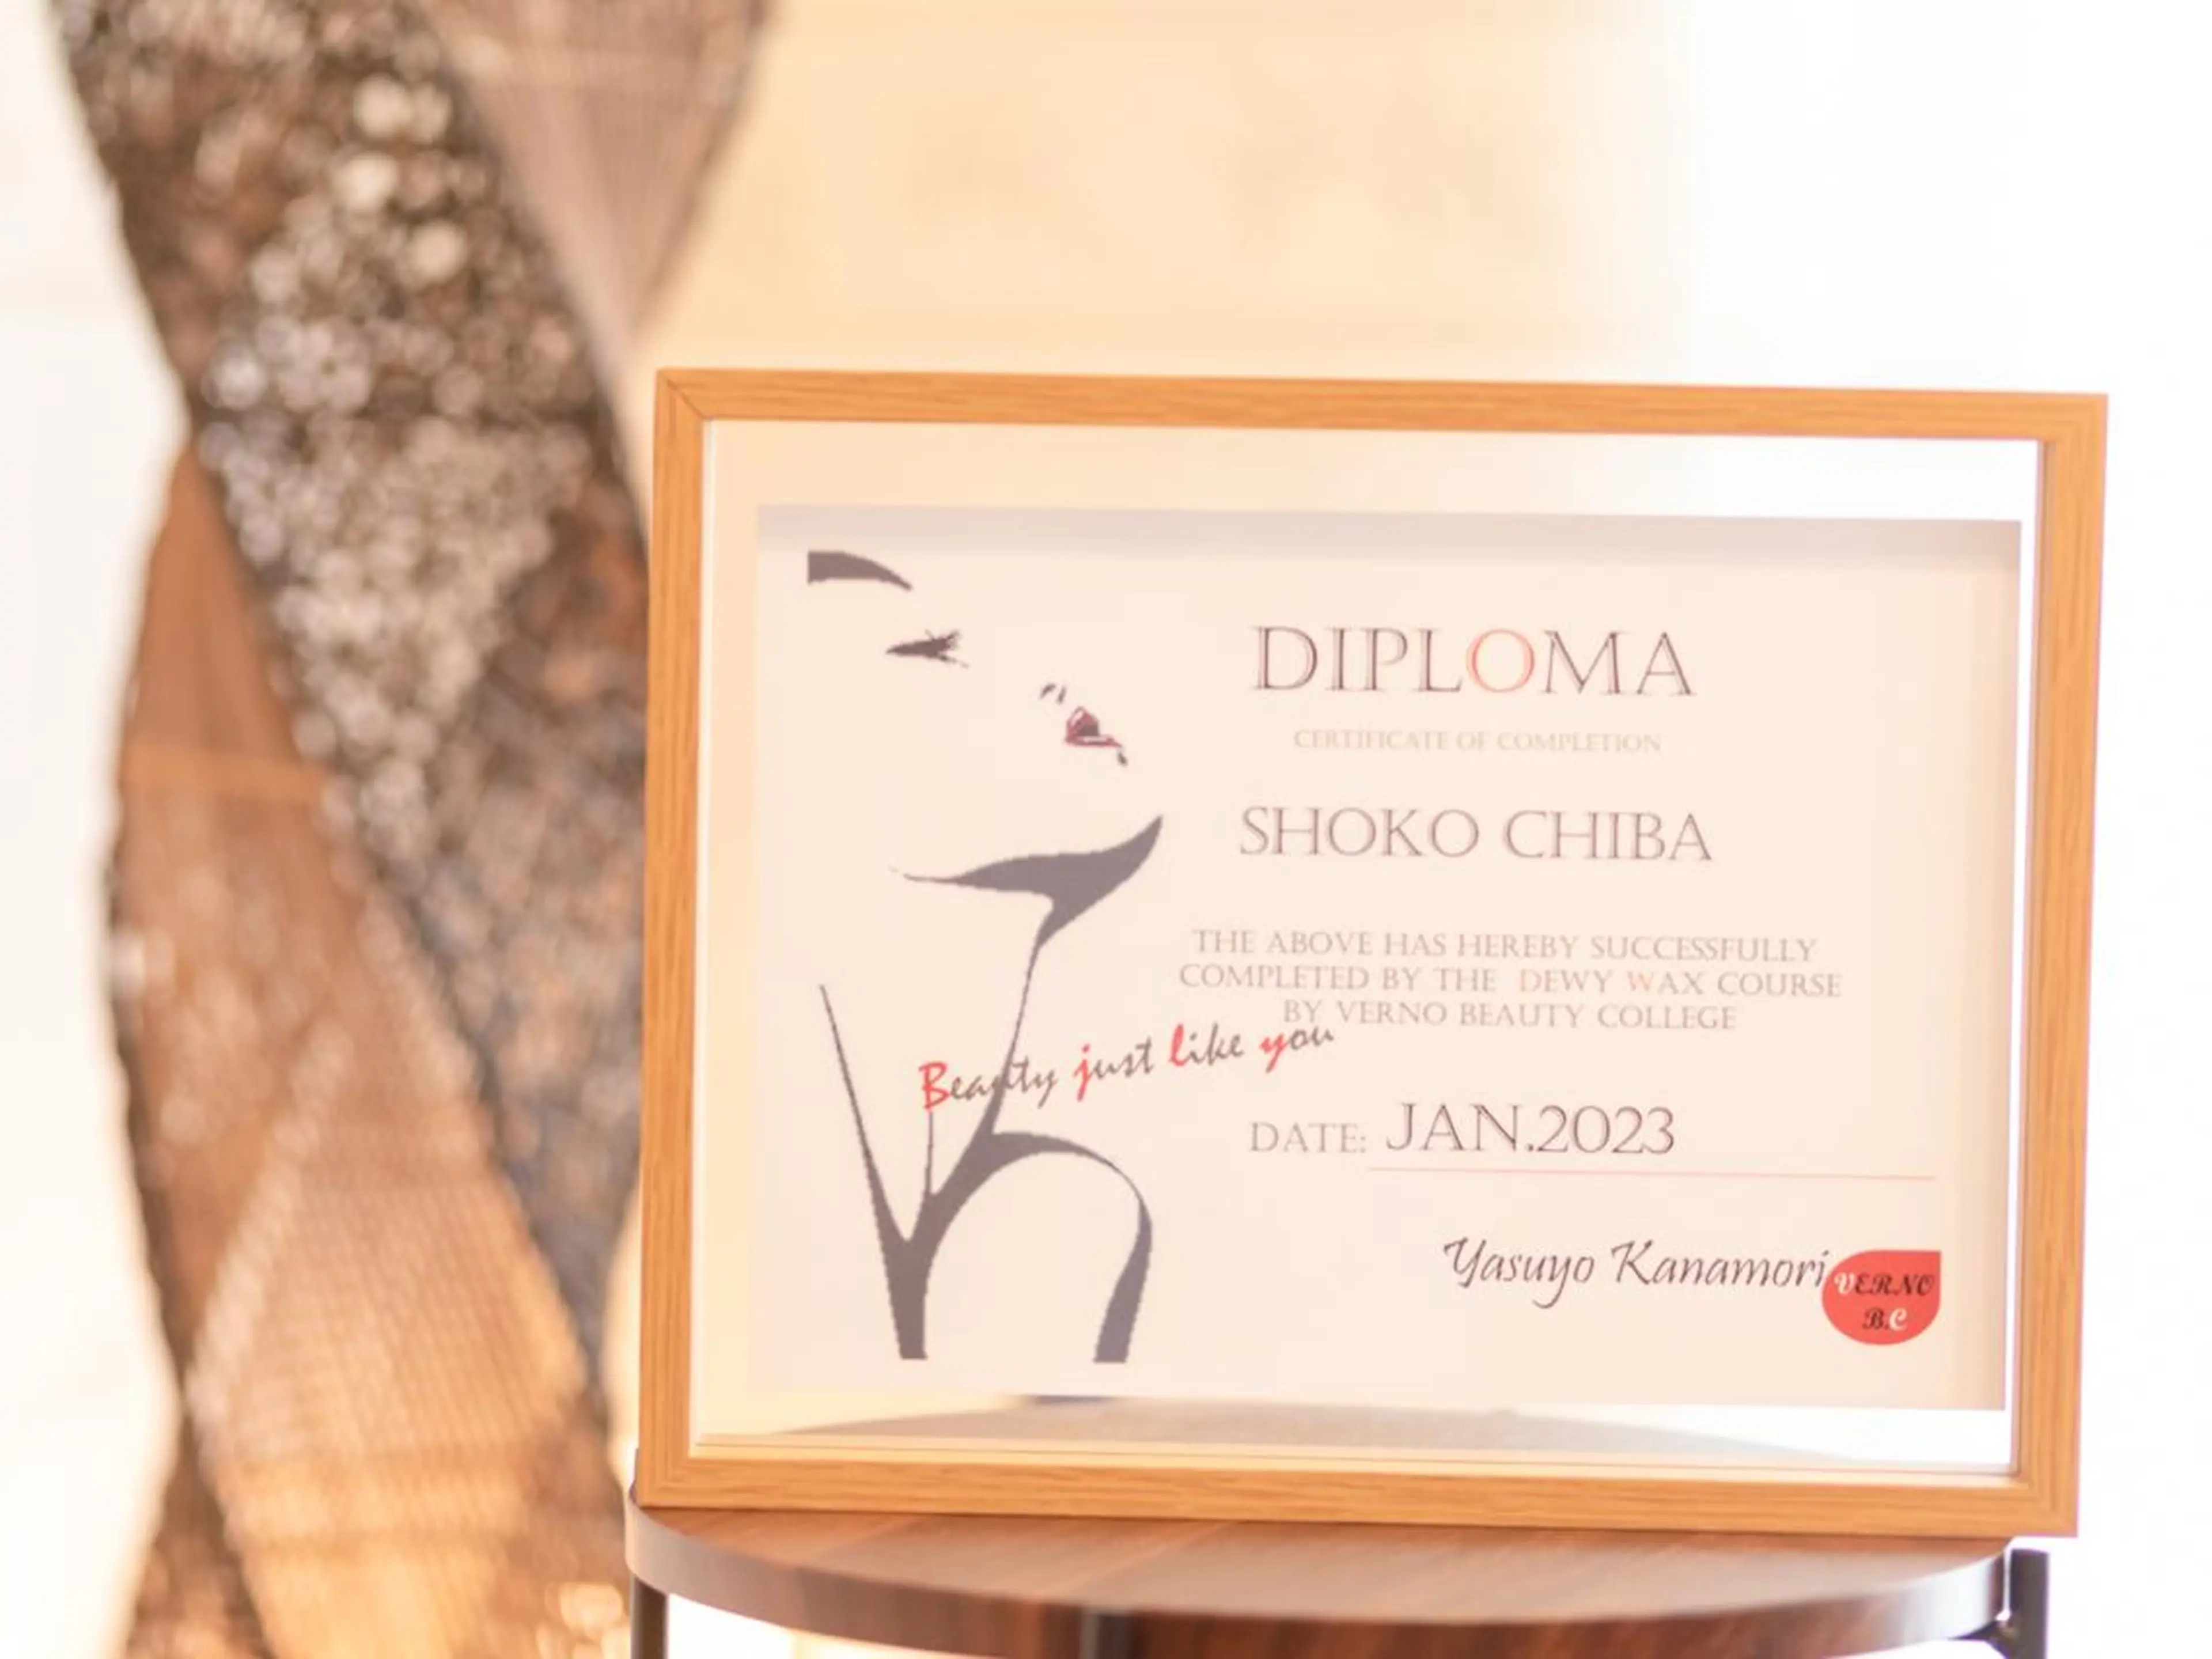 DIPLOMA
CERTIFICATE OF COMPLETION
SHOKO CHIBA
THE ABOVE HAS HEREBY SUCCESSFULLY
COMPLETED BY THE DEWY WAX COURSE
BY VERNO BEAUTY COLLEGE
Beauty just like you
DATE: JAN.2023
Yasuyo Kanamori
VERNO
B.C